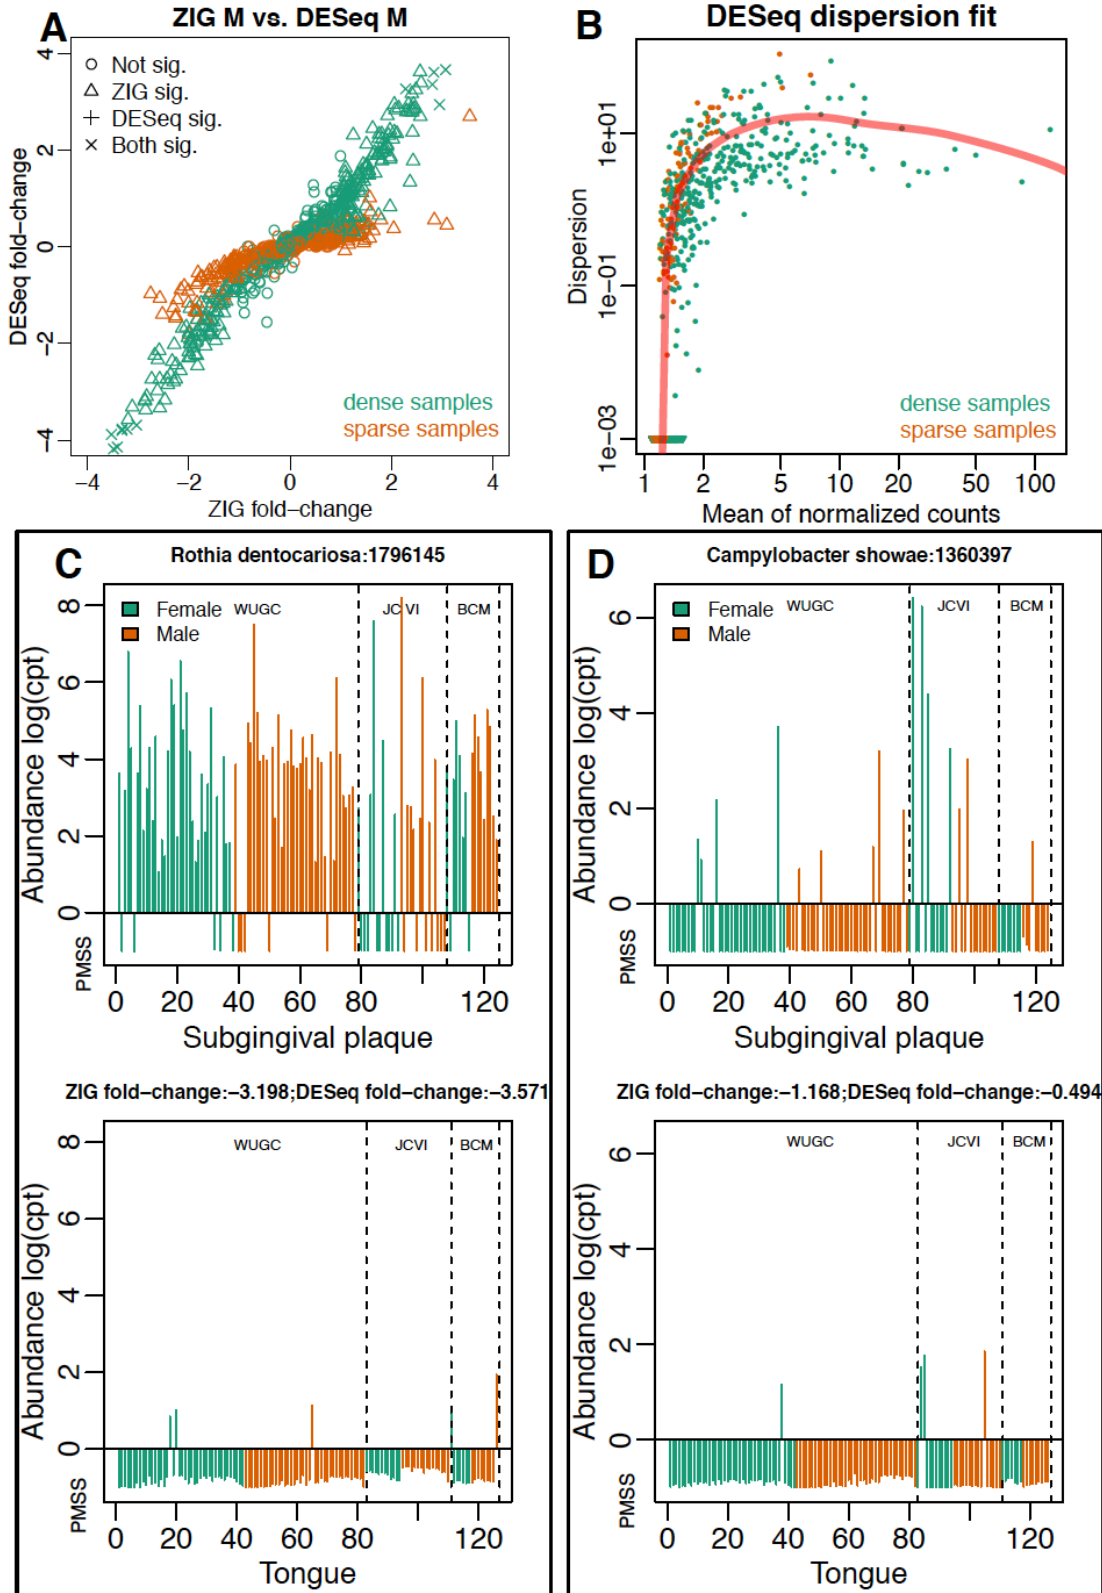 A
ZIG M vs. DESeq M
4
2
0
−2
−4
DESeq fold−change
Not sig.
ZIG sig.
DESeq sig.
Both sig.
dense samples
sparse samples
−4 −2 0 2 4
ZIG fold−change
B
DESeq dispersion fit
1e+01
1e−01
1e−03
Dispersion
dense samples
sparse samples
1 2 5 10 20 50 100
Mean of normalized counts
C
Rothia dentocariosa:1796145
Female
Male
WUGC JCVI BCM
8
6
4
2
0
Abundance log(cpt)
PMSS
0 20 40 60 80 120
Subgingival plaque
ZIG fold−change:−3.198;DESeq fold−change:−3.571
WUGC JCVI BCM
8
6
4
2
0
Abundance log(cpt)
PMSS
0 20 40 60 80 120
Tongue
D
Campylobacter showae:1360397
Female
Male
WUGC JCVI BCM
6
4
2
0
Abundance log(cpt)
PMSS
0 20 40 60 80 120
Subgingival plaque
ZIG fold−change:−1.168;DESeq fold−change:−0.494
WUGC JCVI BCM
6
4
2
0
Abundance log(cpt)
PMSS
0 20 40 60 80 120
Tongue